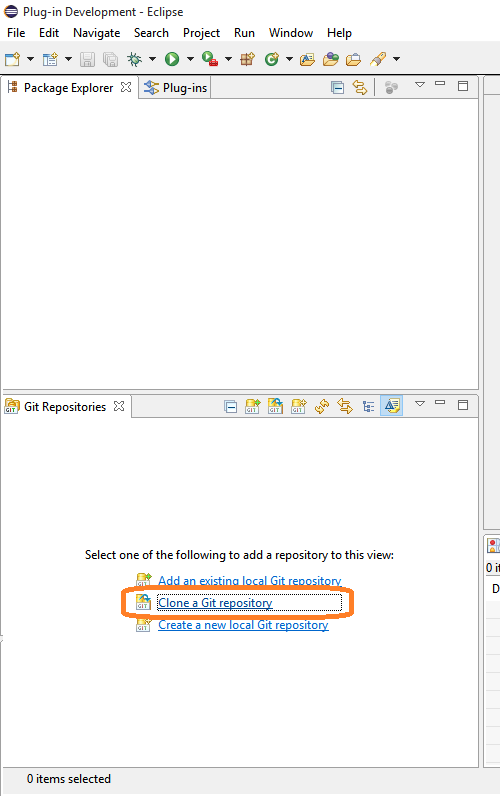 Plug-in Development - Eclipse
File Edit Navigate Search Project Run Window Help
Package Explorer Plug-ins
Git Repositories
Select one of the following to add a repository to this view:
Add an existing local Git repository
Clone a Git repository
Create a new local Git repository
0 items selected